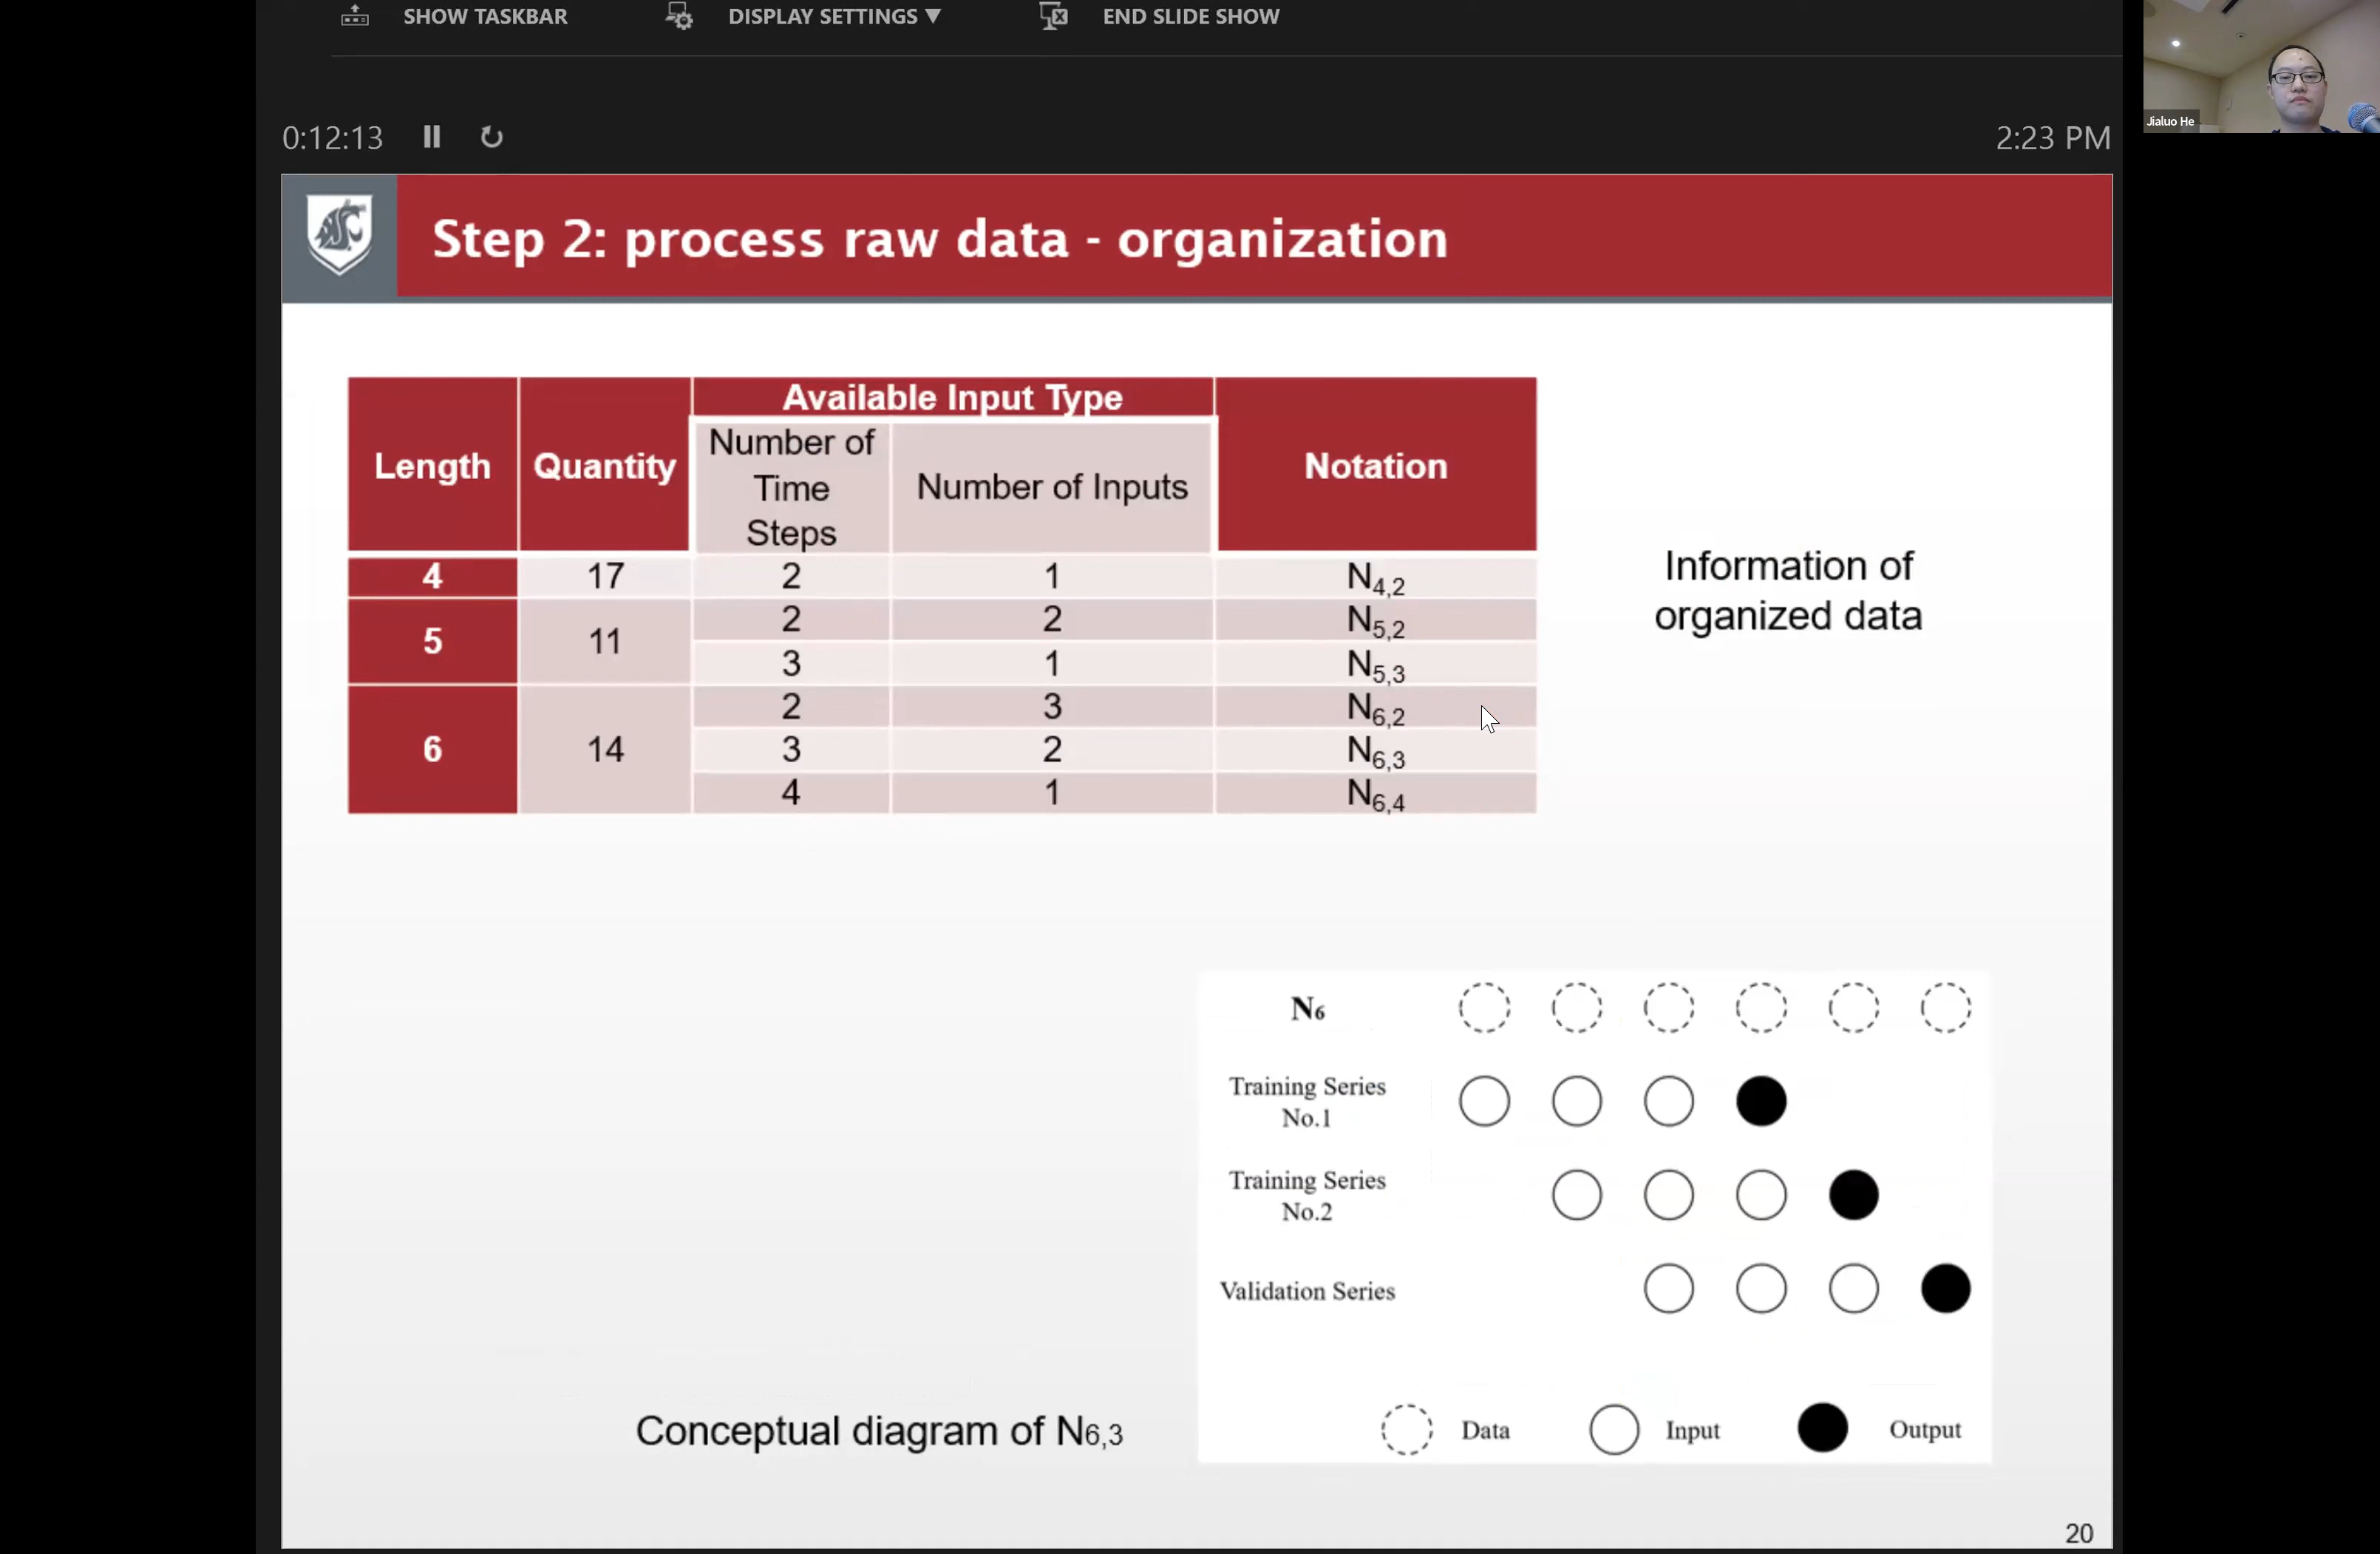 SHOW TASKBAR DISPLAY SETTINGS ▼ END SLIDE SHOW
Jialuo He
0:12:13 2:23 PM
Step 2: process raw data - organization
Length Quantity Available Input Type Notation
Number of Time Steps Number of Inputs
4 17 2 1 N4,2
5 11 2 2 N5,2
3 1 N5,3
6 14 2 3 N6,2
3 2 N6,3
4 1 N6,4
Information of
organized data
N6
Training Series
No.1
Training Series
No.2
Validation Series
Data Input Output
Conceptual diagram of N6,3
20